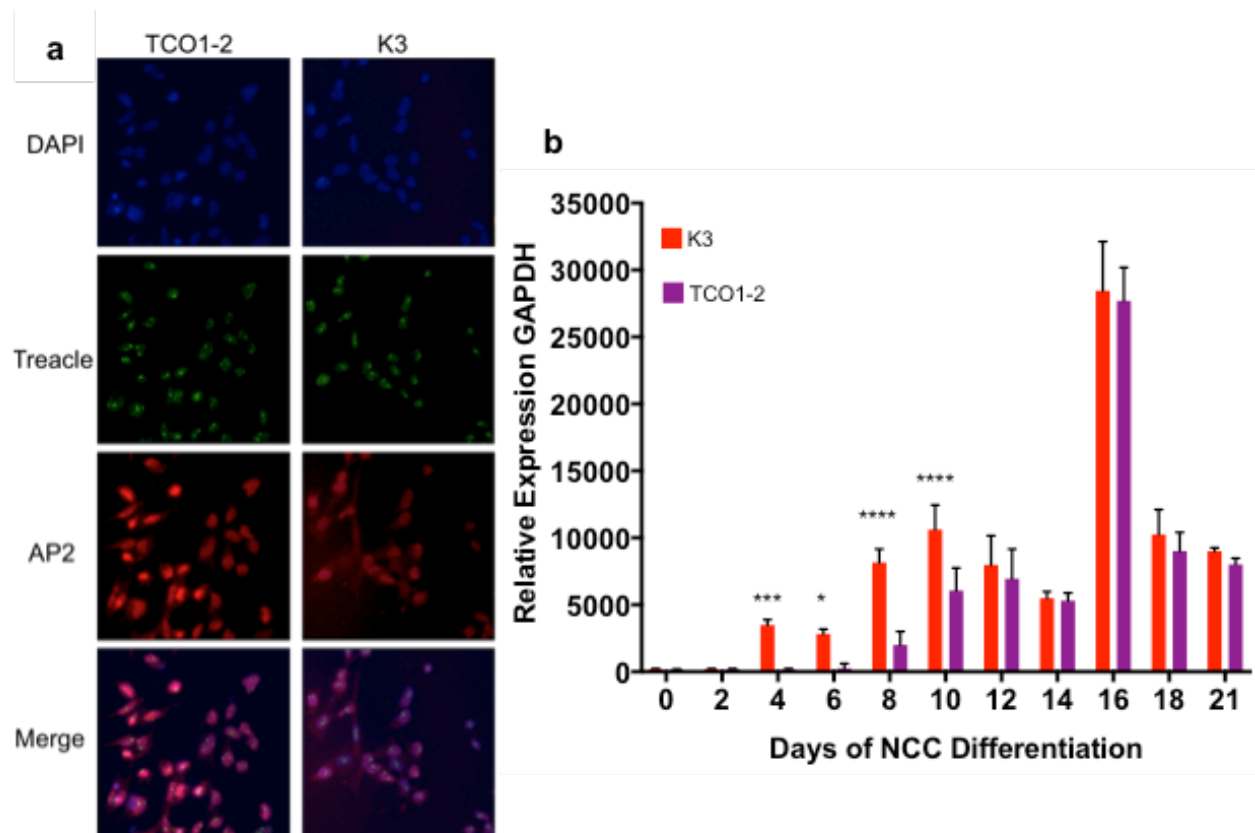 a
TCO1-2 K3
DAPI
Treacle
AP2
Merge
b
Relative Expression GAPDH
35000
30000
25000
20000
15000
10000
5000
0
K3
TCO1-2
*** * **** ****
0 2 4 6 8 10 12 14 16 18 21
Days of NCC Differentiation